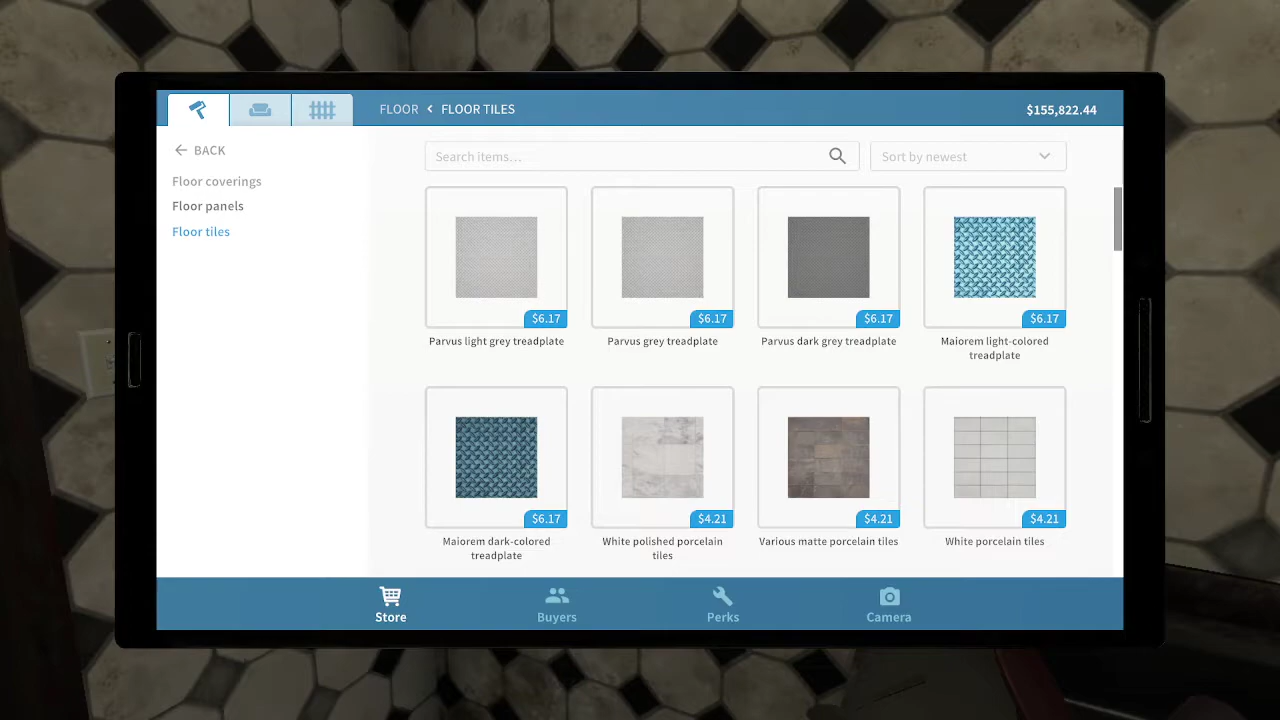 FLOOR < FLOOR TILES
$155,822.44
BACK
Search items...
Sort by newest
Floor coverings
Floor panels
Floor tiles
$6.17
$6.17
$6.17
$6.17
Parvus light grey treadplate
Parvus grey treadplate
Parvus dark grey treadplate
Maiorem light-colored
treadplate
$6.17
$4.21
$4.21
$4.21
Maiorem dark-colored
treadplate
White polished porcelain
tiles
Various matte porcelain tiles
White porcelain tiles
Store
Buyers
Perks
Camera